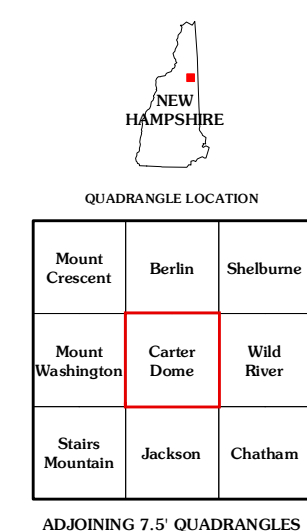 NEW
HAMPSHIRE
QUADRANGLE LOCATION
Mount
Crescent
Berlin
Shelburne
Mount
Washington
Carter
Dome
Wild
River
Stairs
Mountain
Jackson
Chatham
ADJOINING 7.5' QUADRANGLES